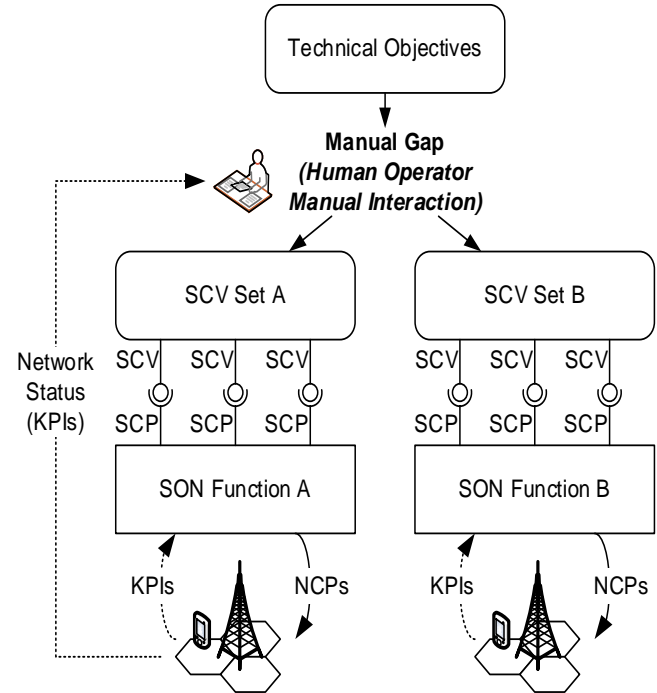 Technical Objectives
Manual Gap
(Human Operator
Manual Interaction)
SCV Set A
SCV Set B
SCV SCV SCV
SCV SCV SCV
Network
Status
(KPIs)
SCP SCP SCP
SCP SCP SCP
SON Function A
SON Function B
KPIs
NCPs
KPIs
NCPs